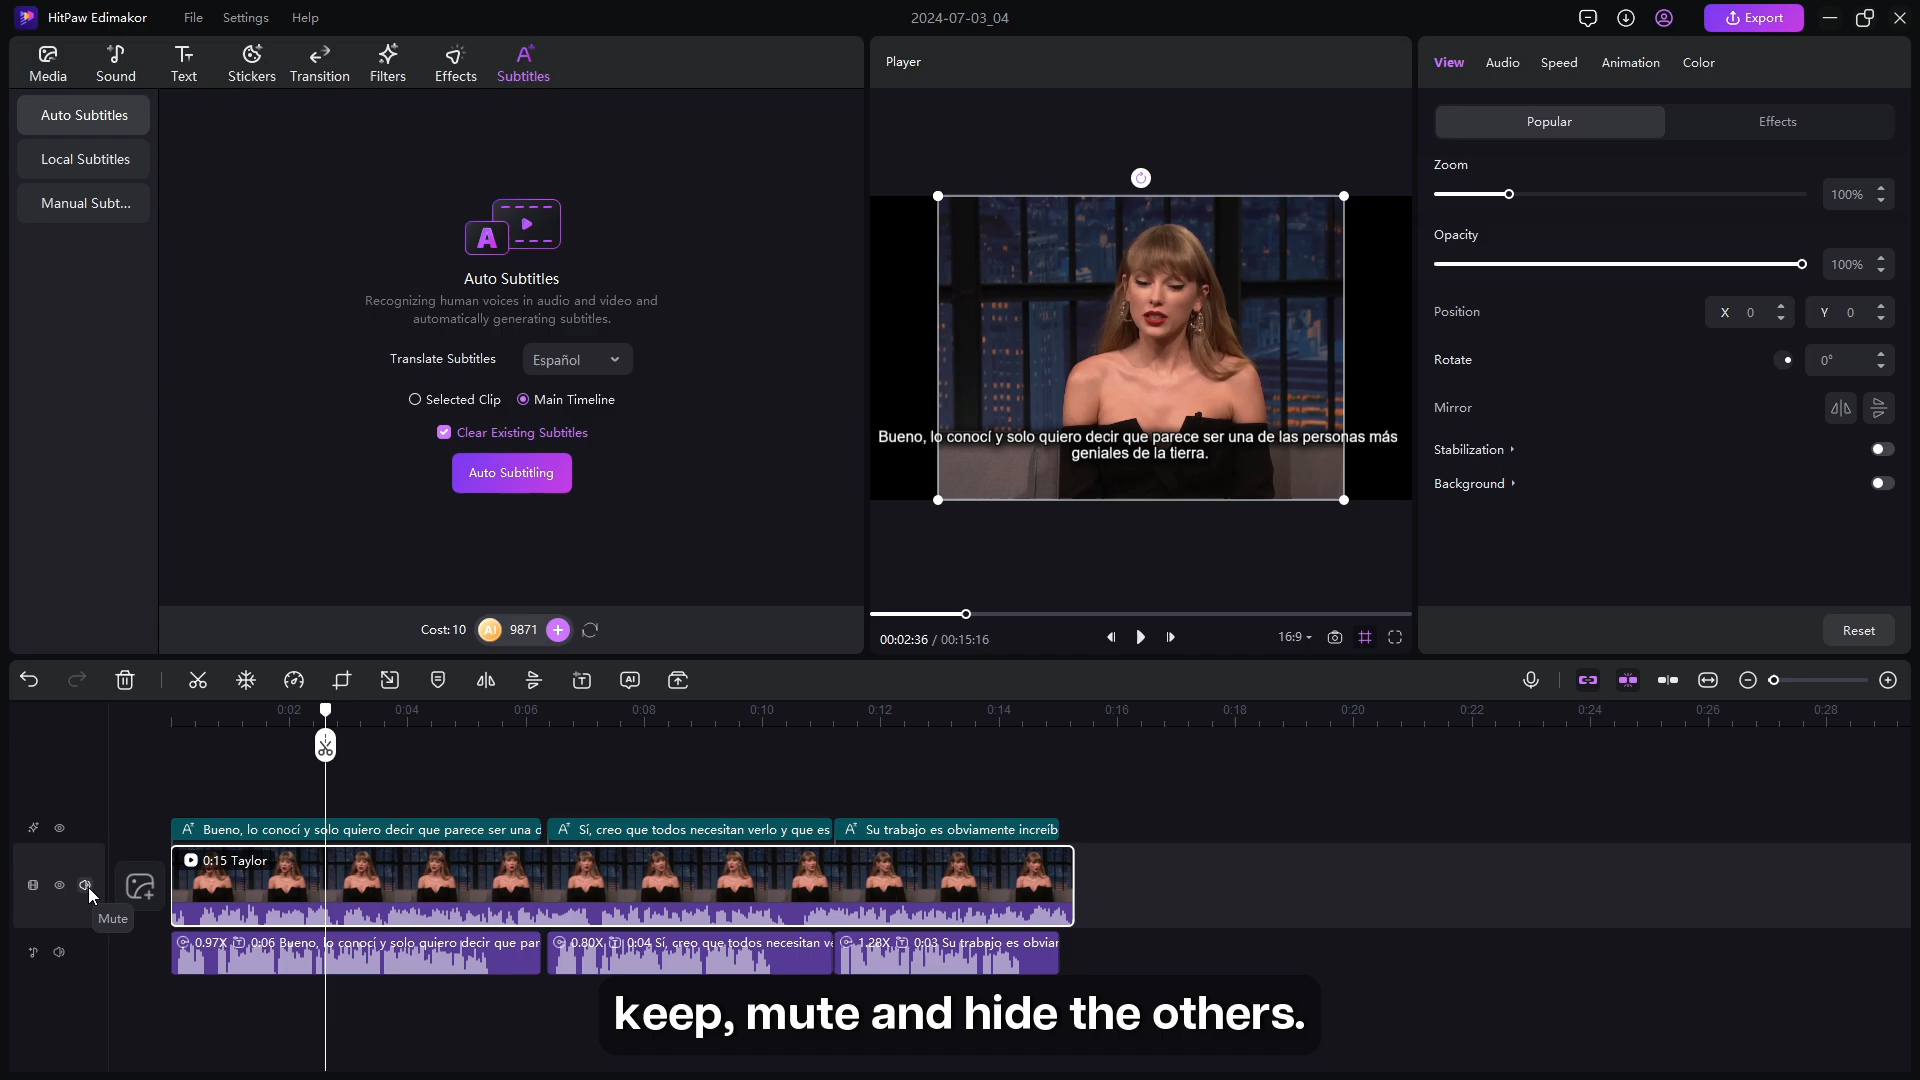 HitPaw Edimakor
File
Settings
Help
2024-07-03_04
Export
Media
Sound
Text
Stickers
Transition
Filters
Effects
Subtitles
Player
View
Audio
Speed
Animation
Color
Auto Subtitles
Local Subtitles
Manual Subt...
Auto Subtitles
Recognizing human voices in audio and video and
automatically generating subtitles.
Translate Subtitles
Español
Selected Clip
Main Timeline
Clear Existing Subtitles
Auto Subtitling
Cost: 10
AI
9871
Bueno, lo conocí y solo quiero decir que parece ser una de las personas más
geniales de la tierra.
00:02:36 / 00:15:16
16:9
Popular
Effects
Zoom
100%
Opacity
100%
Position
X 0
Y 0
Rotate
0°
Mirror
Stabilization
Background
Reset
0:02
0:04
0:06
0:08
0:10
0:12
0:14
0:16
0:18
0:20
0:22
0:24
0:26
0:28
Bueno, lo conocí y solo quiero decir que parece ser una d
Sí, creo que todos necesitan verlo y que es
Su trabajo es obviamente increíb
0:15 Taylor
Mute
0.97X 0:06 Bueno, lo conocí y solo quiero decir que par
0.80X 0:04 Sí, creo que todos necesitan ve
1.28X 0:03 Su trabajo es obviar
keep, mute and hide the others.